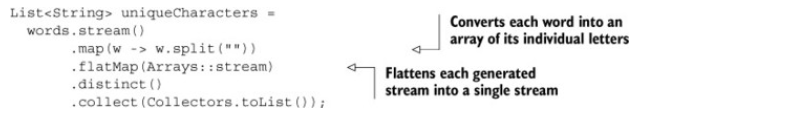 List<String> uniqueCharacters =
words.stream()
.map(w -> w.split(""))
.flatMap(Arrays::stream)
.distinct()
.collect(Collectors.toList());
Converts each word into an
array of its individual letters
Flattens each generated
stream into a single stream